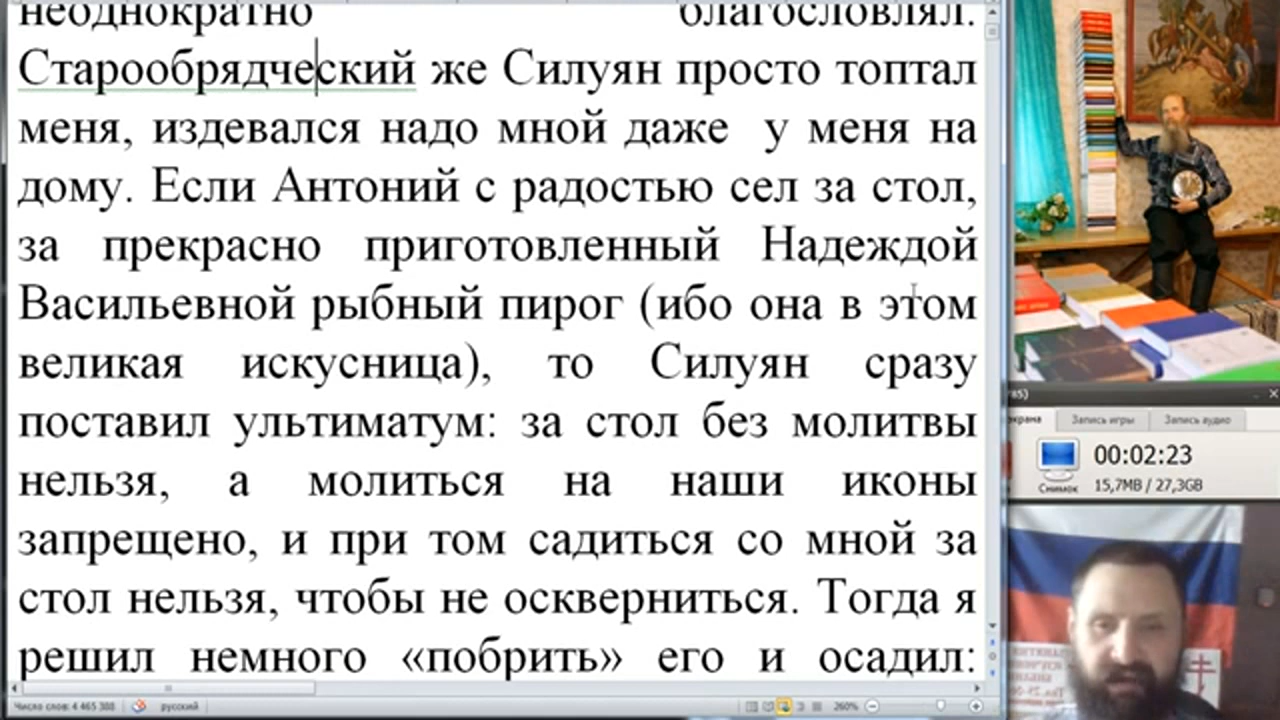 неоднократно благословлял.
Старообрядческий же Силуян просто топтал
меня, издевался надо мной даже у меня на
дому. Если Антоний с радостью сел за стол,
за прекрасно приготовленный Надеждой
Васильевной рыбный пирог (ибо она в этом
великая искусница), то Силуян сразу
поставил ультиматум: за стол без молитвы
нельзя, а молиться на наши иконы
запрещено, и при том садиться со мной за
стол нельзя, чтобы не оскверниться. Тогда я
решил немного «побрить» его и осадил:
Число слов: 4 465 388 русский 260%
Запись игры Запись аудио
00:02:23
Снимок 15,7MB / 27,3GB